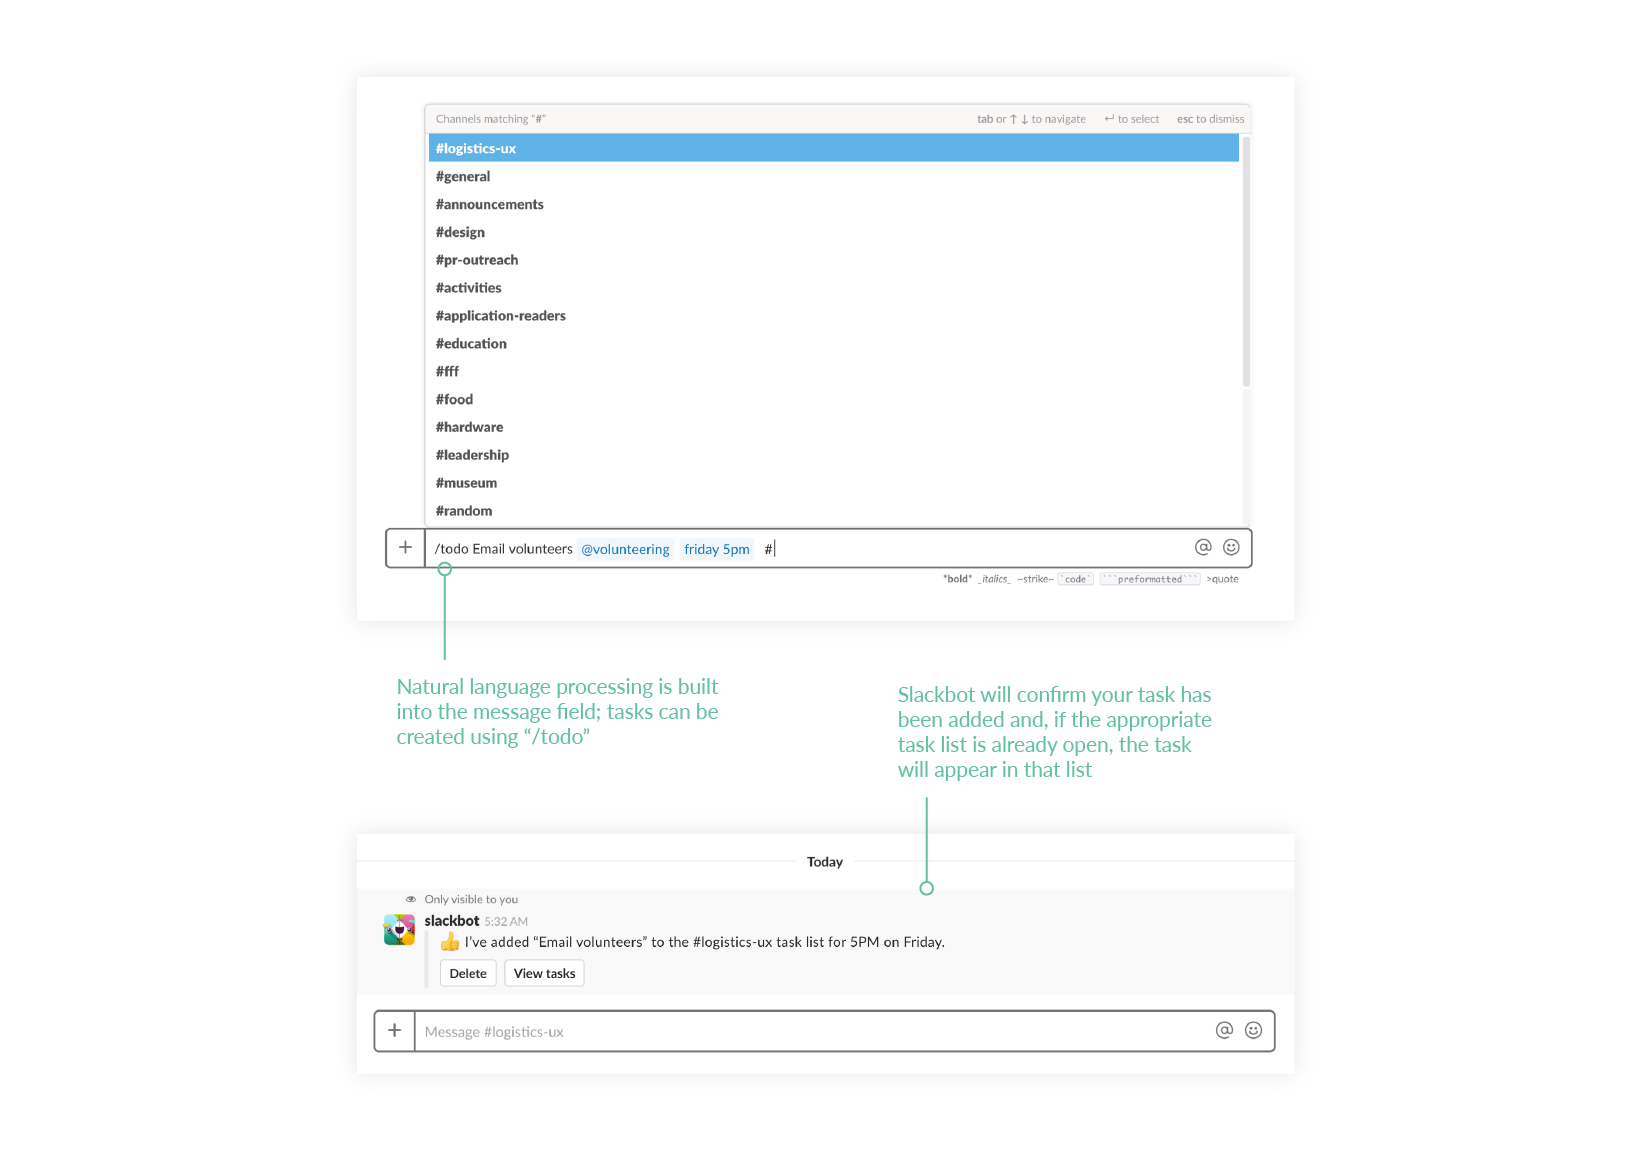 Channels matching “#” tab or ↑ ↓ to navigate ↵ to select esc to dismiss
#logistics-ux
#general
#announcements
#design
#pr-outreach
#activities
#application-readers
#education
#fff
#food
#hardware
#leadership
#museum
#random
+ /todo Email volunteers @volunteering friday 5pm #
*bold* _italics_ ~strike~ `code` ```preformatted``` >quote
Natural language processing is built
into the message field; tasks can be
created using “/todo”
Slackbot will confirm your task has
been added and, if the appropriate
task list is already open, the task
will appear in that list
Today
Only visible to you
slackbot 5:32 AM
👍 I’ve added “Email volunteers” to the #logistics-ux task list for 5PM on Friday.
Delete View tasks
+ Message #logistics-ux